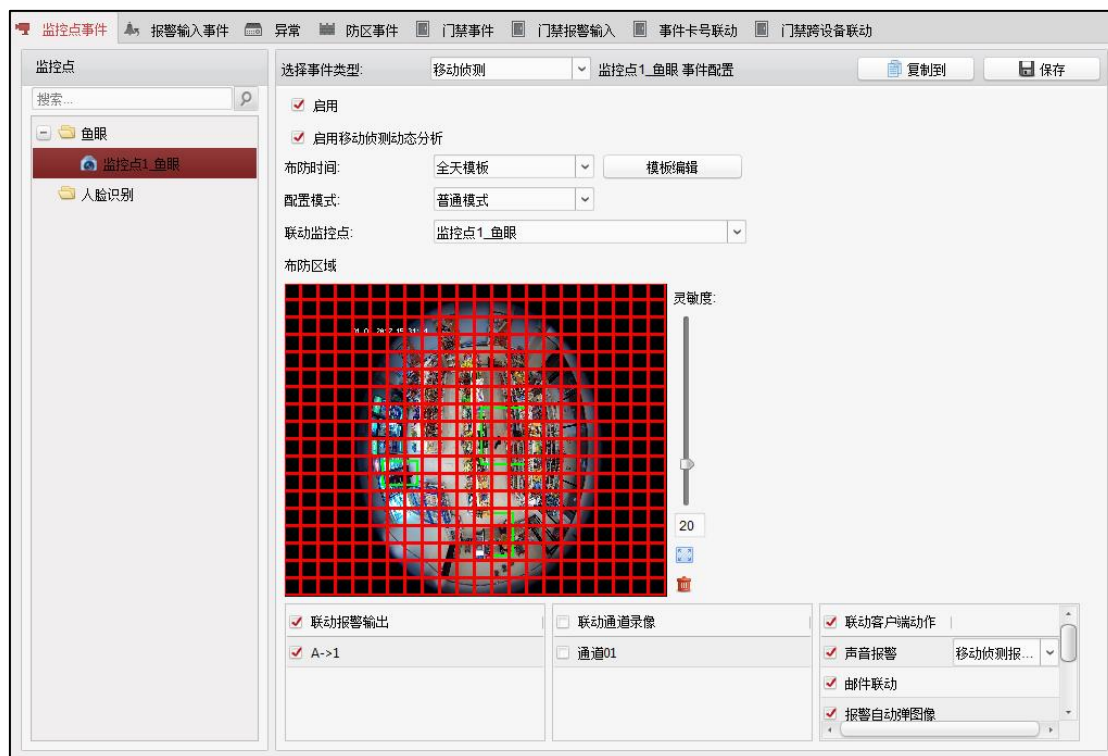 监控点事件 报警输入事件 异常 防区事件 门禁事件 门禁报警输入 事件卡号联动 门禁跨设备联动
监控点
搜索...
鱼眼
监控点1_鱼眼
人脸识别
选择事件类型: 移动侦测 监控点1_鱼眼 事件配置 复制到 保存
启用
启用移动侦测动态分析
布防时间: 全天模板 模板编辑
配置模式: 普通模式
联动监控点: 监控点1_鱼眼
布防区域
灵敏度:
20
联动报警输出 联动通道录像 联动客户端动作
A->1 通道01 声音报警 移动侦测报...
邮件联动
报警自动弹图像